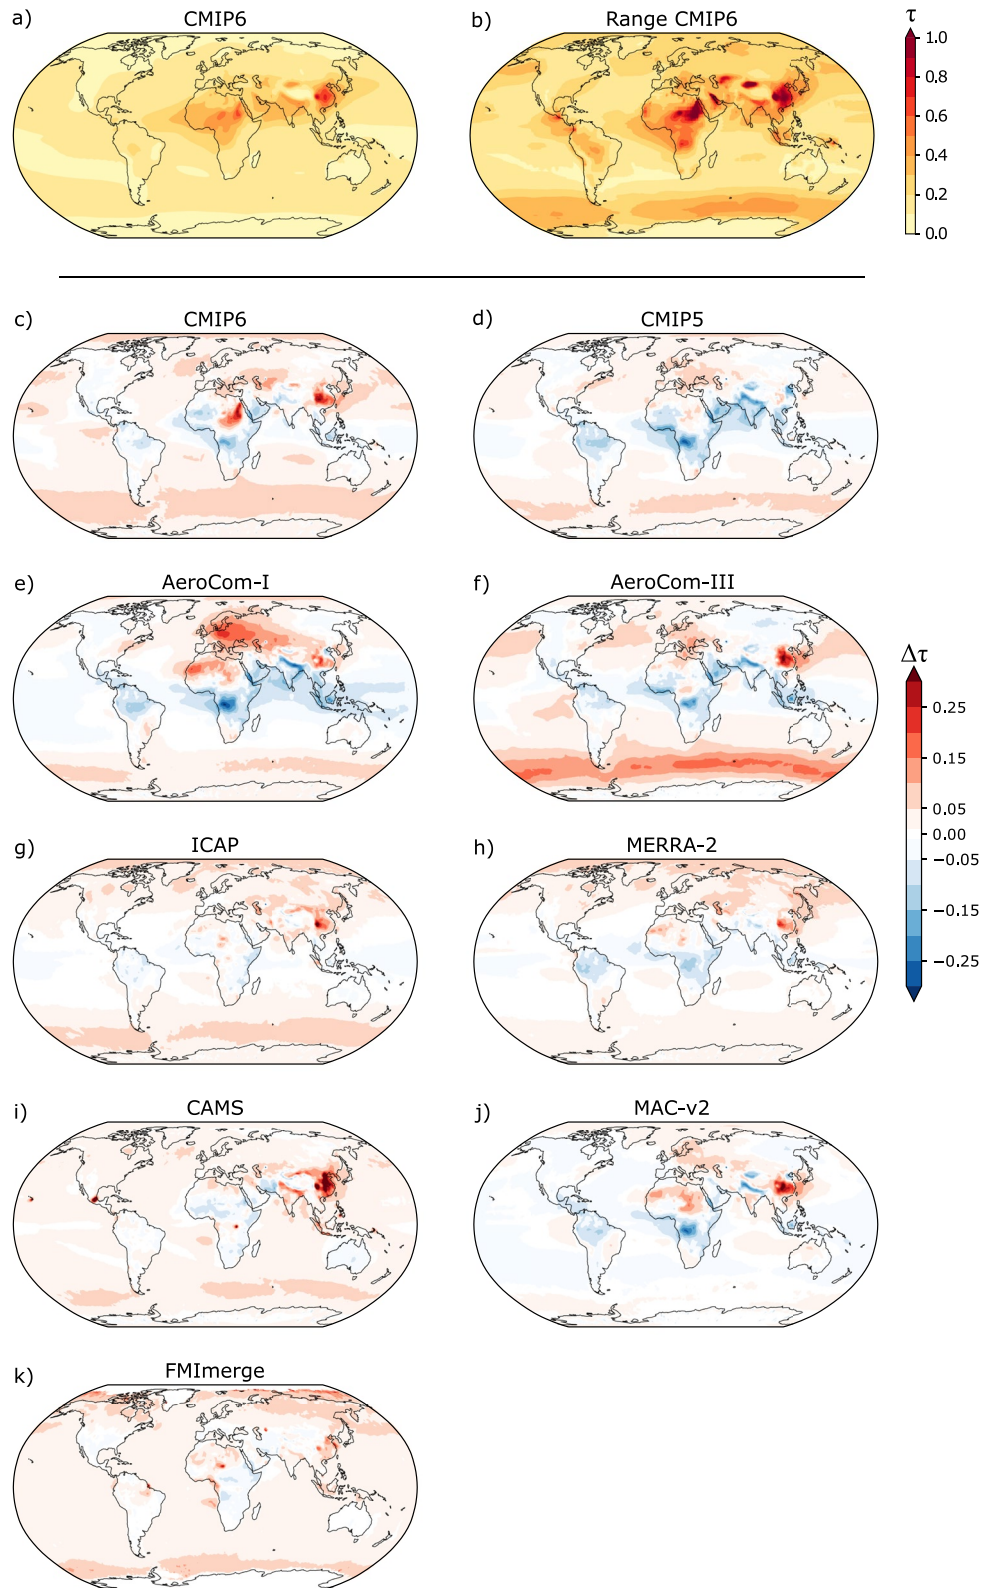 a) CMIP6
b) Range CMIP6
τ
1.0
0.8
0.6
0.4
0.2
0.0
c) CMIP6
d) CMIP5
e) AeroCom-I
f) AeroCom-III
Δτ
0.25
0.15
0.05
0.00
−0.05
−0.15
−0.25
g) ICAP
h) MERRA-2
i) CAMS
j) MAC-v2
k) FMImerge